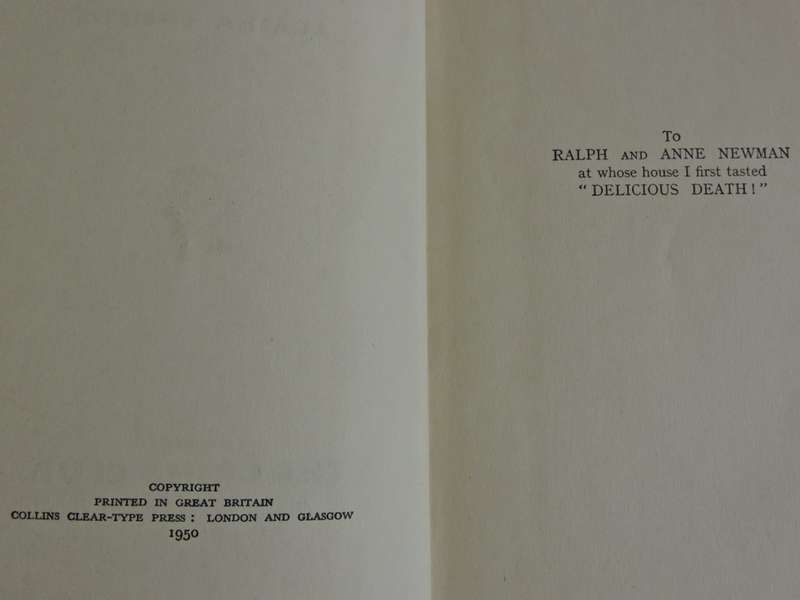 COPYRIGHT
PRINTED IN GREAT BRITAIN
COLLINS CLEAR-TYPE PRESS : LONDON AND GLASGOW
1950
To
RALPH AND ANNE NEWMAN
at whose house I first tasted
“ DELICIOUS DEATH ! ”